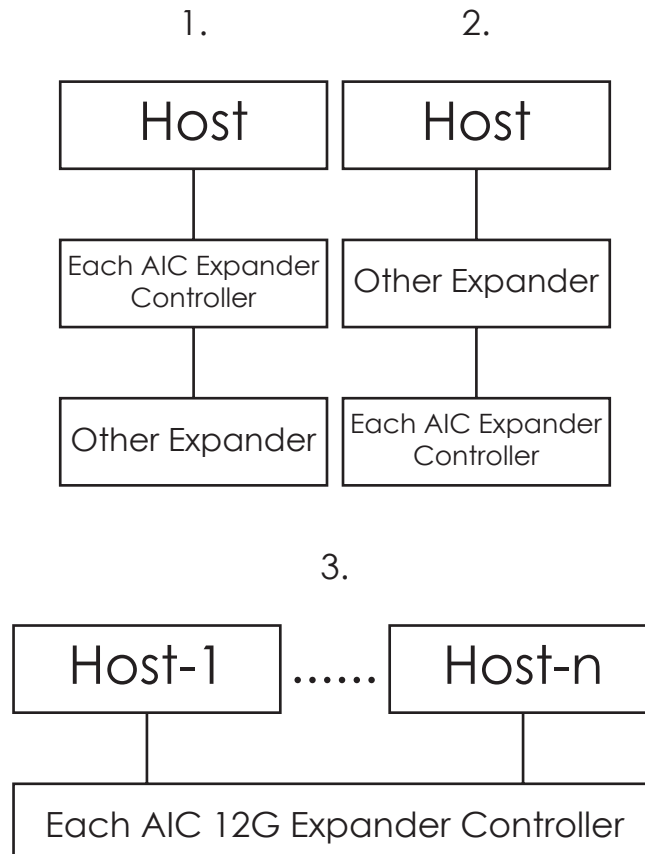 1.
Host
Each AIC Expander
Controller
Other Expander
2.
Host
Other Expander
Each AIC Expander
Controller
3.
Host-1
......
Host-n
Each AIC 12G Expander Controller